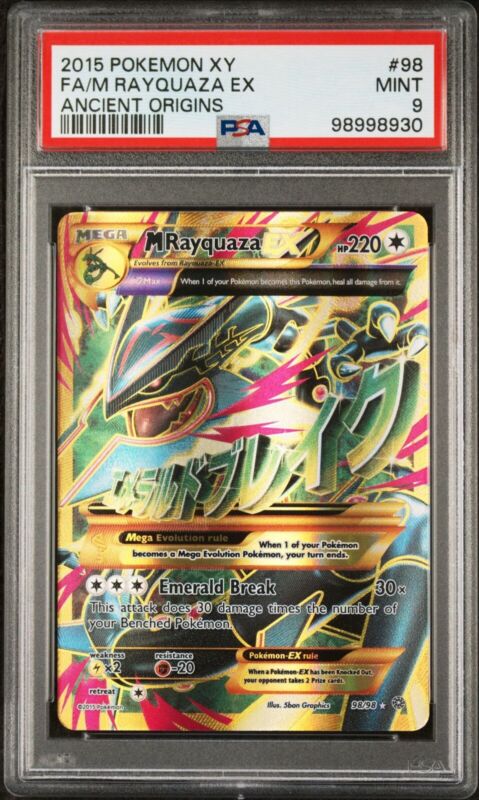 2015 POKEMON XY #98
FA/M RAYQUAZA EX MINT
ANCIENT ORIGINS 9
PSA 98998930
MEGA MRayquaza EX HP220
Evolves from Rayquaza-EX
Ω Max When 1 of your Pokémon becomes this Pokémon, heal all damage from it.
エメラルドブレイク
Mega Evolution rule When 1 of your Pokémon
becomes a Mega Evolution Pokémon, your turn ends.
Emerald Break 30×
This attack does 30 damage times the number of
your Benched Pokémon.
weakness resistance
×2 -20
retreat
Pokémon-EX rule
When a Pokémon-EX has been Knocked Out,
your opponent takes 2 Prize cards.
©2015 Pokémon Illus. 5ban Graphics 98/98 ★
PSA